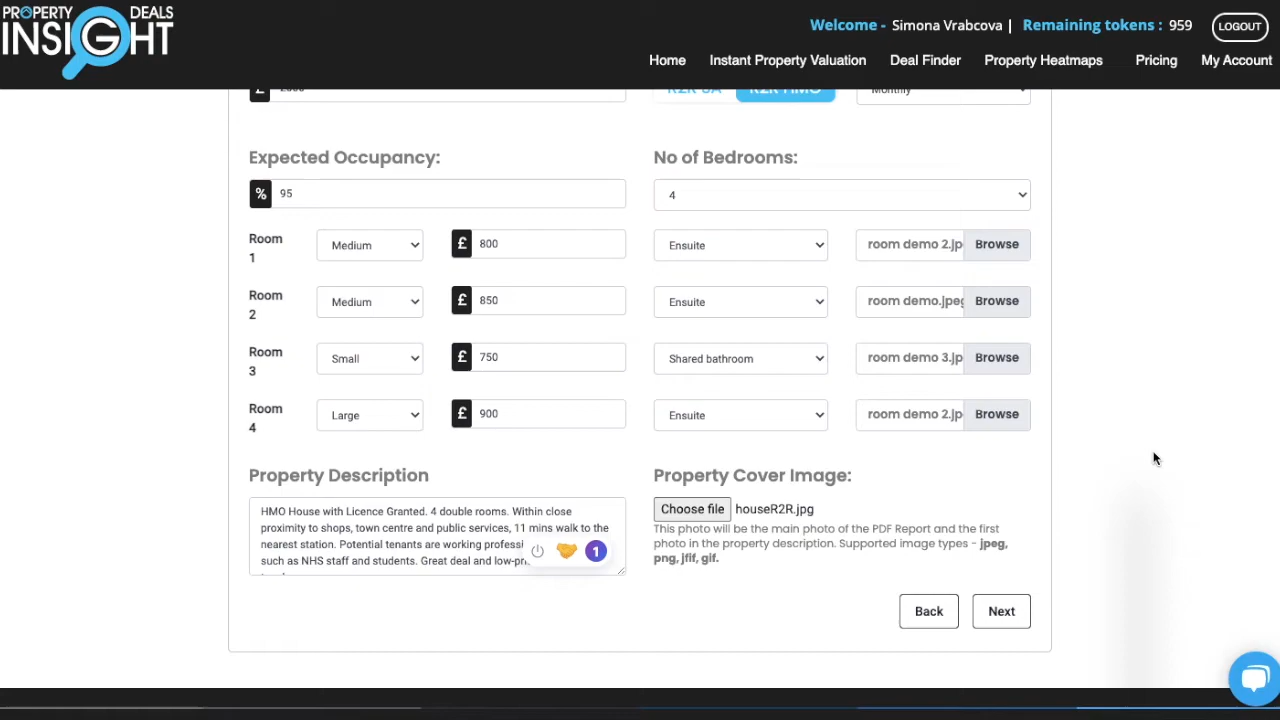 PROPERTY DEALS
INSIGHT
Welcome - Simona Vrabcova | Remaining tokens : 959 LOGOUT
Home Instant Property Valuation Deal Finder Property Heatmaps Pricing My Account
£ R2R SA R2R HMO Monthly
Expected Occupancy: No of Bedrooms:
% 95 4
Room
1 Medium £ 800 Ensuite room demo 2.jp Browse
Room
2 Medium £ 850 Ensuite room demo.jpeg Browse
Room
3 Small £ 750 Shared bathroom room demo 3.jp Browse
Room
4 Large £ 900 Ensuite room demo 2.jp Browse
Property Description Property Cover Image:
HMO House with Licence Granted. 4 double rooms. Within close
proximity to shops, town centre and public services, 11 mins walk to the
nearest station. Potential tenants are working professi
such as NHS staff and students. Great deal and low-pri
1
Choose file houseR2R.jpg
This photo will be the main photo of the PDF Report and the first
photo in the property description. Supported image types - jpeg,
png, jfif, gif.
Back Next